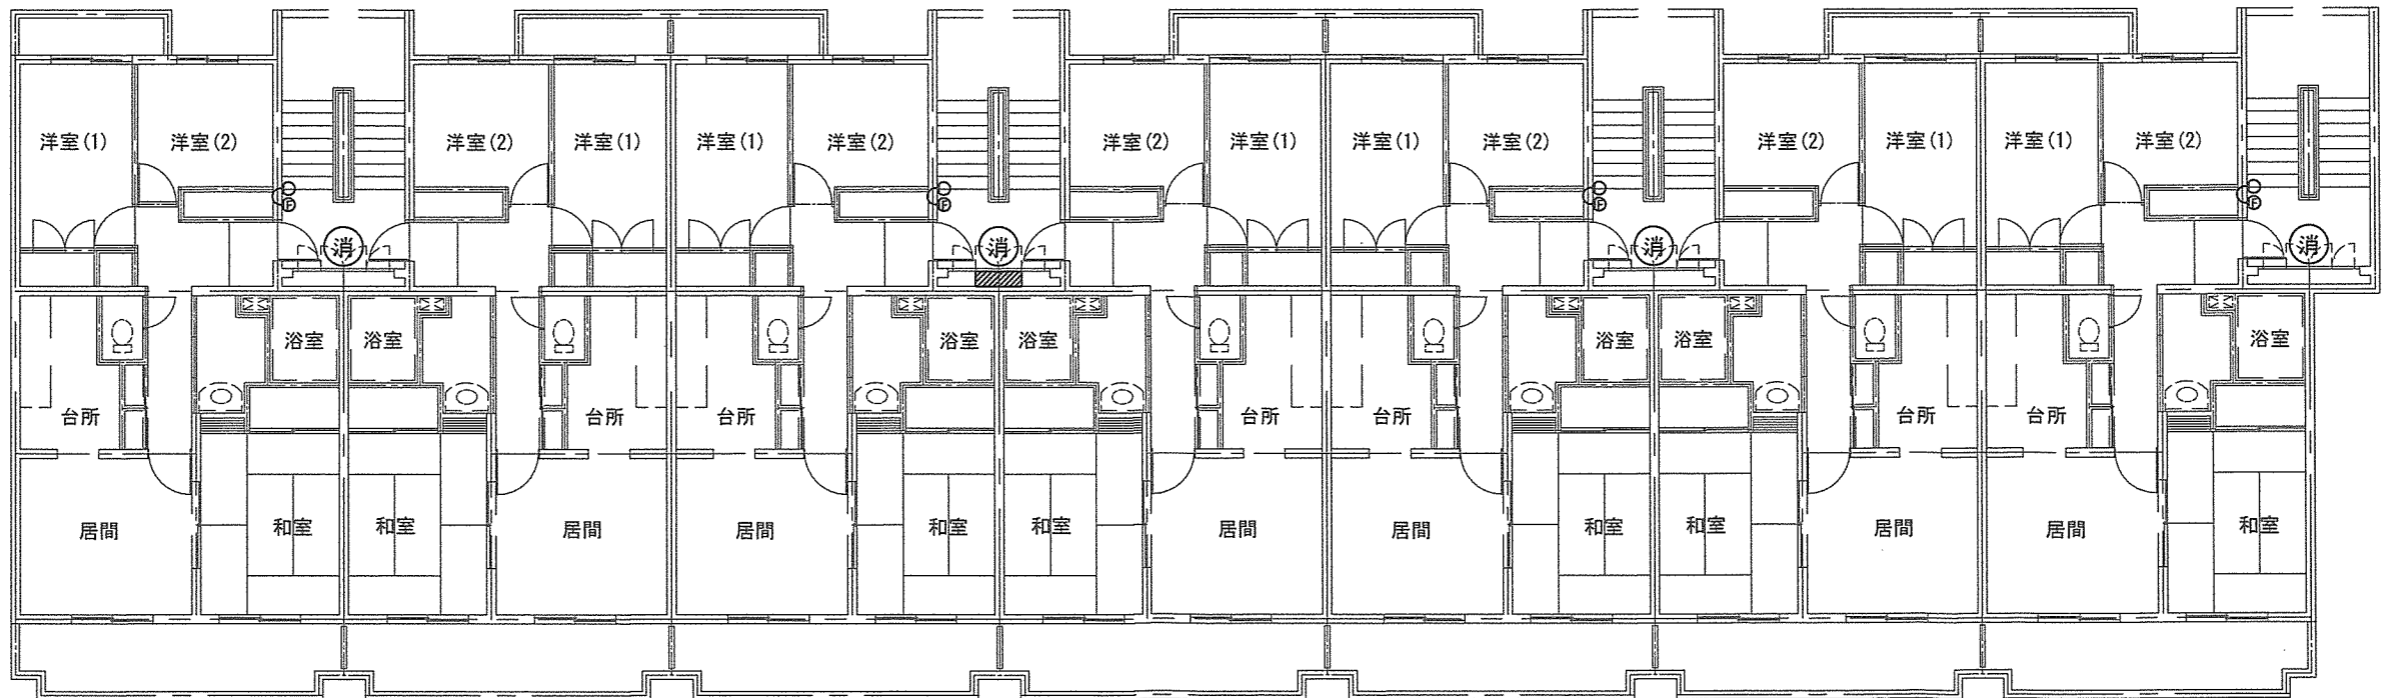 洋室(1) 洋室(2) 洋室(2) 洋室(1) 洋室(1) 洋室(2) 洋室(2) 洋室(1) 洋室(1) 洋室(2) 洋室(2) 洋室(1) 洋室(1) 洋室(2)
F F F F
消 消 消 消
浴室 浴室 浴室 浴室 浴室 浴室 浴室
台所 台所 台所 台所 台所 台所 台所
居間 和室 和室 居間 居間 和室 和室 居間 居間 和室 和室 居間 居間 和室